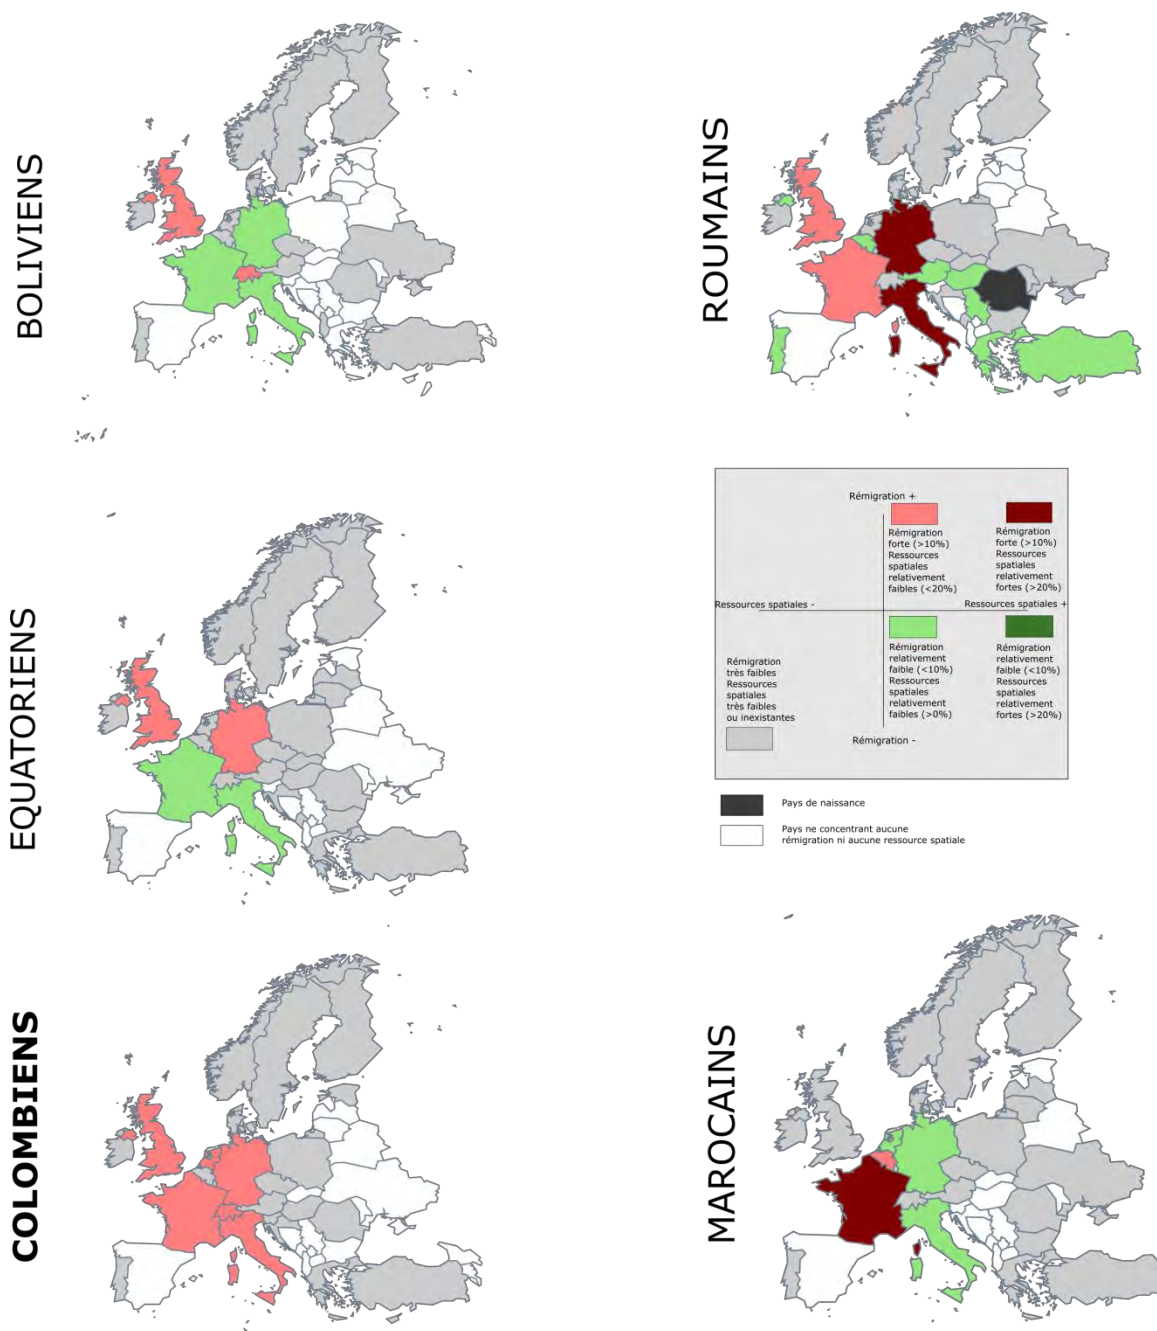 BOLIVIENS
ROUMAINS
Rémigration +
Rémigration
forte (>10%)
Ressources
spatiales
relativement
faibles (<20%)
Rémigration
forte (>10%)
Ressources
spatiales
relativement
fortes (>20%)
Ressources spatiales -
Ressources spatiales +
Rémigration
très faibles
Ressources
spatiales
très faibles
ou inexistantes
Rémigration
relativement
faible (<10%)
Ressources
spatiales
relativement
faibles (>0%)
Rémigration
relativement
faible (<10%)
Ressources
spatiales
relativement
fortes (>20%)
Rémigration -
Pays de naissance
Pays ne concentrant aucune
rémigration ni aucune ressource spatiale
EQUATORIENS
COLOMBIENS
MAROCAINS